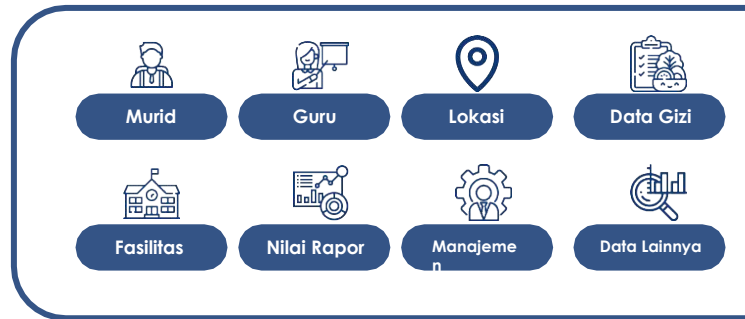 Murid
Guru
Lokasi
Data Gizi
Fasilitas
Nilai Rapor
Manajeme
n
Data Lainnya